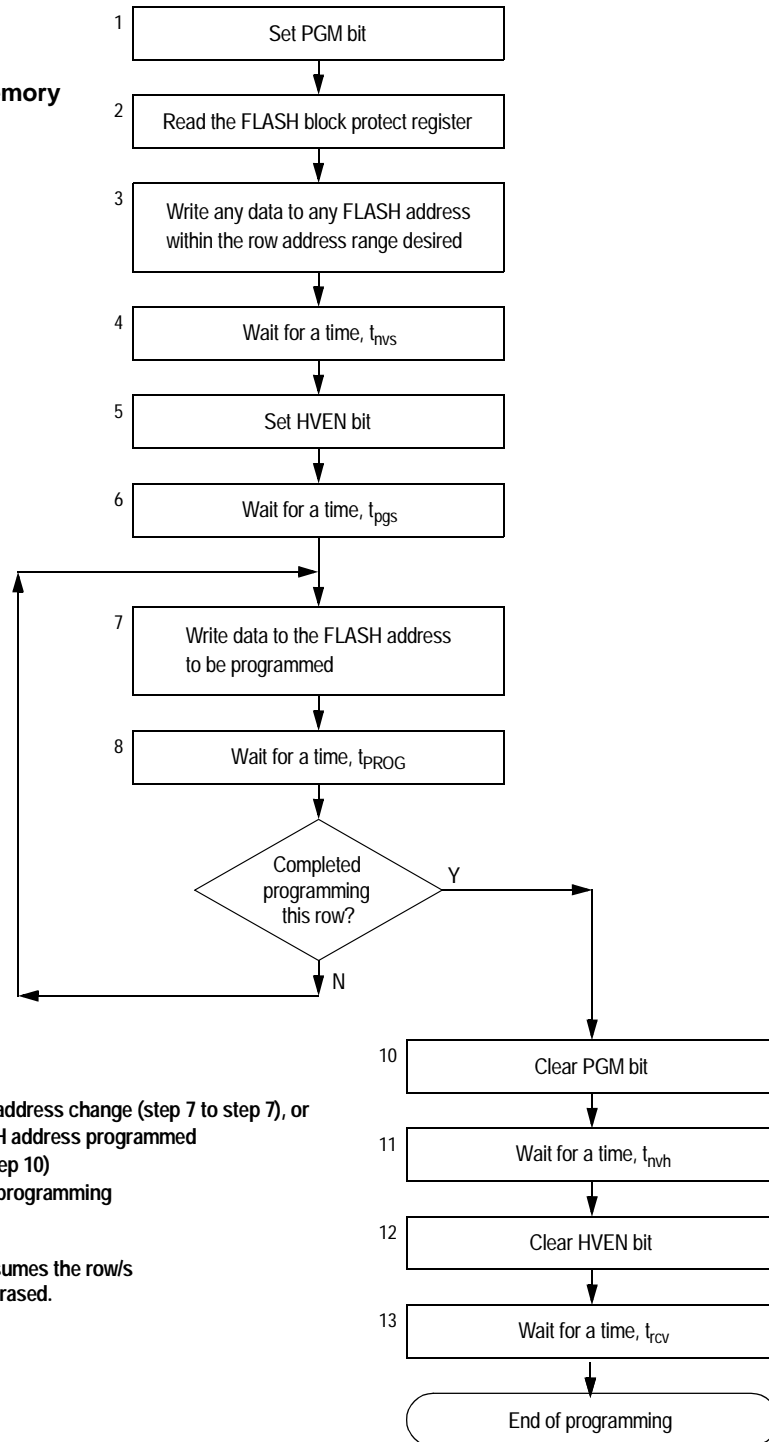 1
Set PGM bit
2
Read the FLASH block protect register
3
Write any data to any FLASH address
within the row address range desired
4
Wait for a time, tnvs
5
Set HVEN bit
6
Wait for a time, tpgs
7
Write data to the FLASH address
to be programmed
8
Wait for a time, tPROG
Completed
programming
this row?
Y
N
10
Clear PGM bit
11
Wait for a time, tnvh
12
Clear HVEN bit
13
Wait for a time, trcv
End of programming
address change (step 7 to step 7), or
address programmed
10)
programming
the row/s